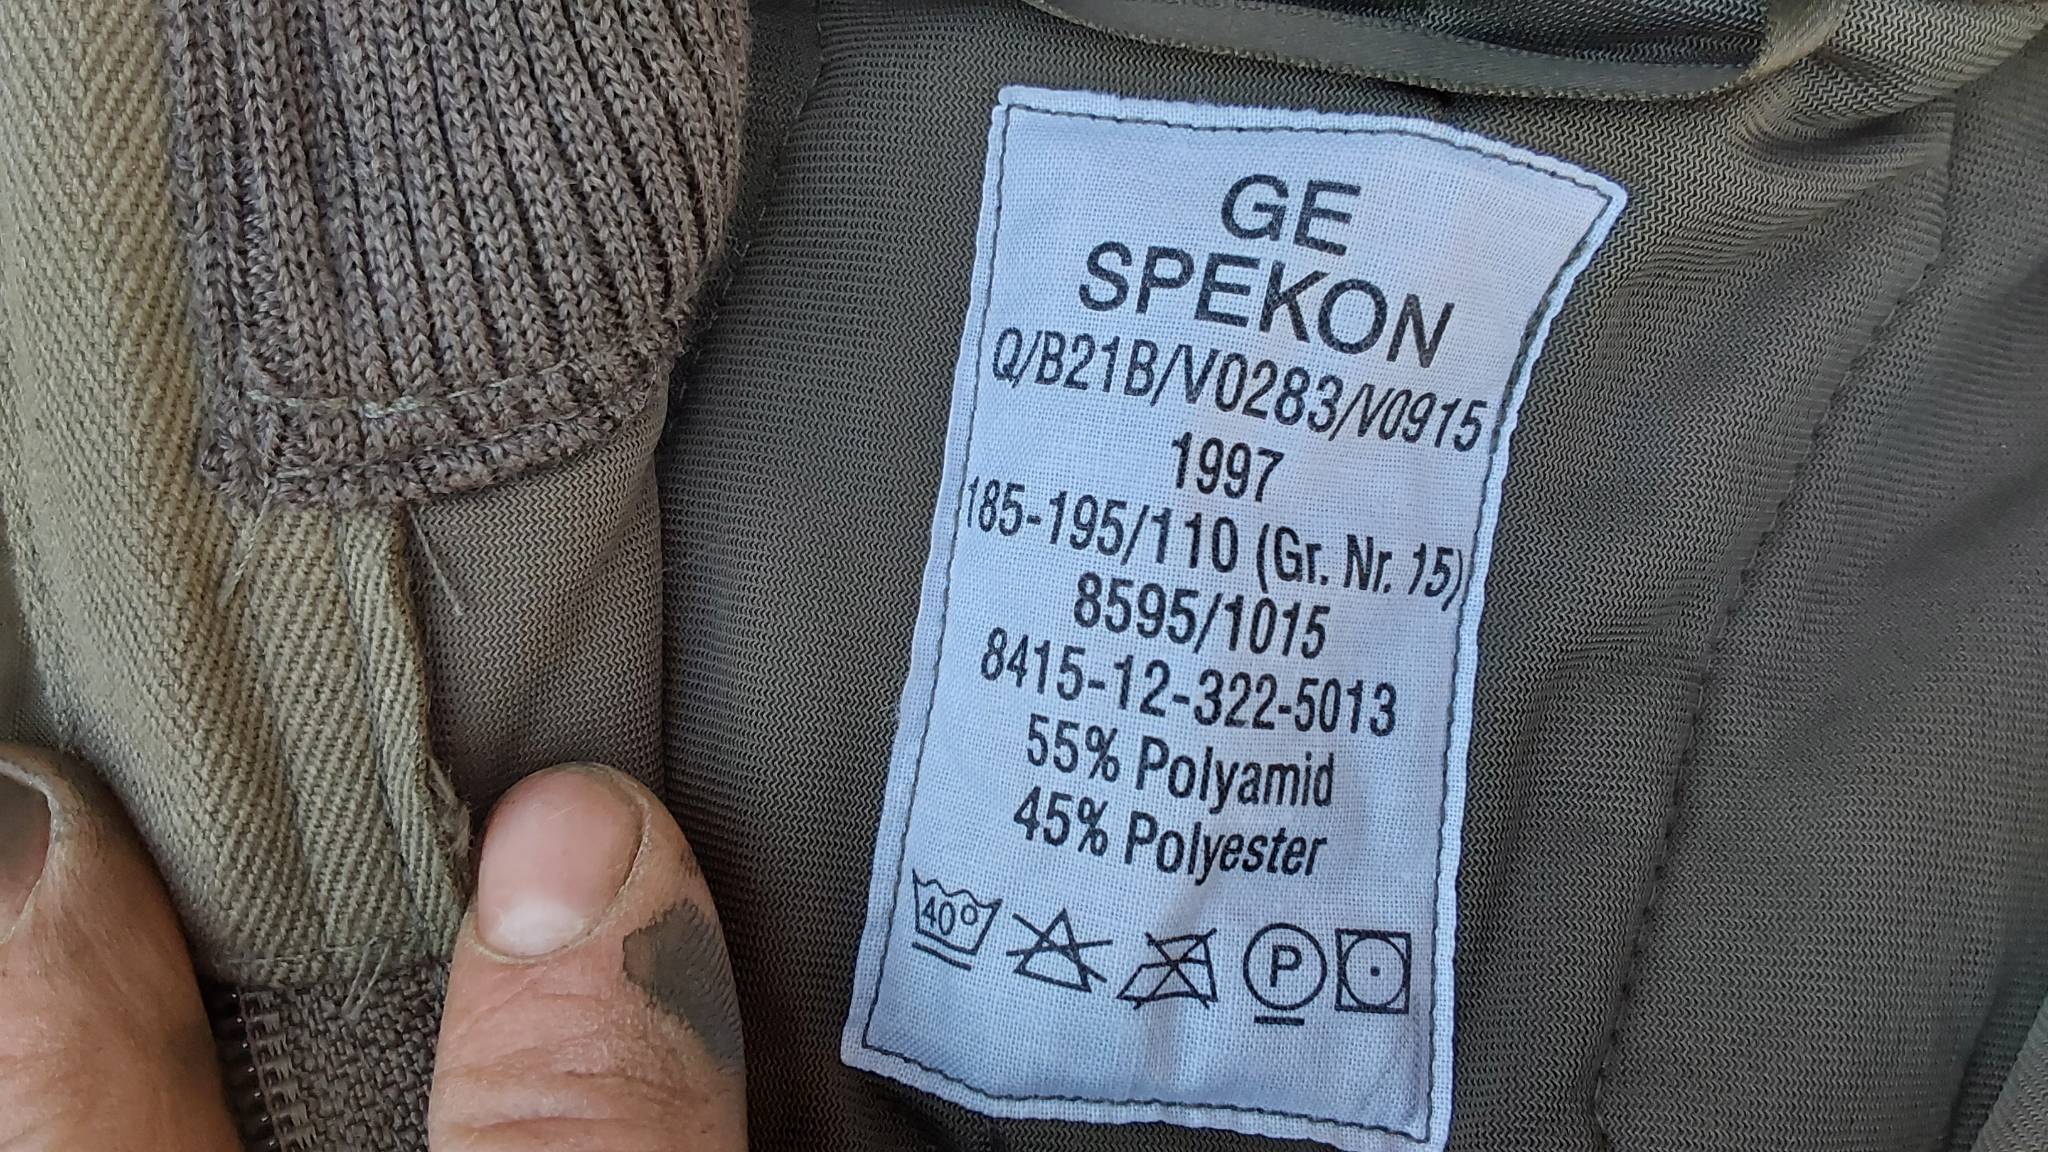 GE
SPEKON
Q/B21B/V0283/V0915
1997
185-195/110 (Gr. Nr. 15)
8595/1015
8415-12-322-5013
55% Polyamid
45% Polyester
40° P